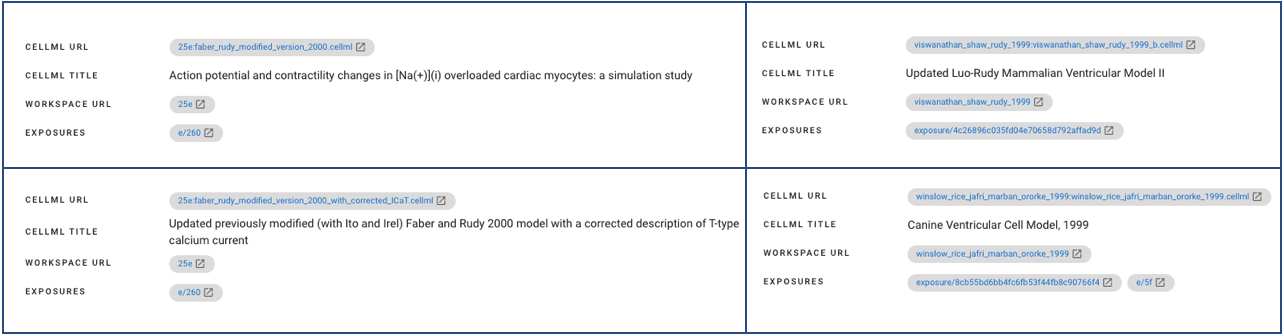 CELLML URL 25e:faber_rudy_modified_version_2000.cellml
CELLML TITLE Action potential and contractility changes in [Na(+)](i) overloaded cardiac myocytes: a simulation study
WORKSPACE URL 25e
EXPOSURES e/260
CELLML URL viswanathan_shaw_rudy_1999:viswanathan_shaw_rudy_1999_b.cellml
CELLML TITLE Updated Luo-Rudy Mammalian Ventricular Model II
WORKSPACE URL viswanathan_shaw_rudy_1999
EXPOSURES exposure/4c26896c035fd04e70658d792affad9d
CELLML URL 25e:faber_rudy_modified_version_2000_with_corrected_ICaT.cellml
CELLML TITLE Updated previously modified (with Ito and Irel) Faber and Rudy 2000 model with a corrected description of T-type
calcium current
WORKSPACE URL 25e
EXPOSURES e/260
CELLML URL winslow_rice_jafri_marban_ororke_1999:winslow_rice_jafri_marban_ororke_1999.cellml
CELLML TITLE Canine Ventricular Cell Model, 1999
WORKSPACE URL winslow_rice_jafri_marban_ororke_1999
EXPOSURES exposure/8cb55bd6bb4fc6fb53f44fb8c90766f4 e/5f